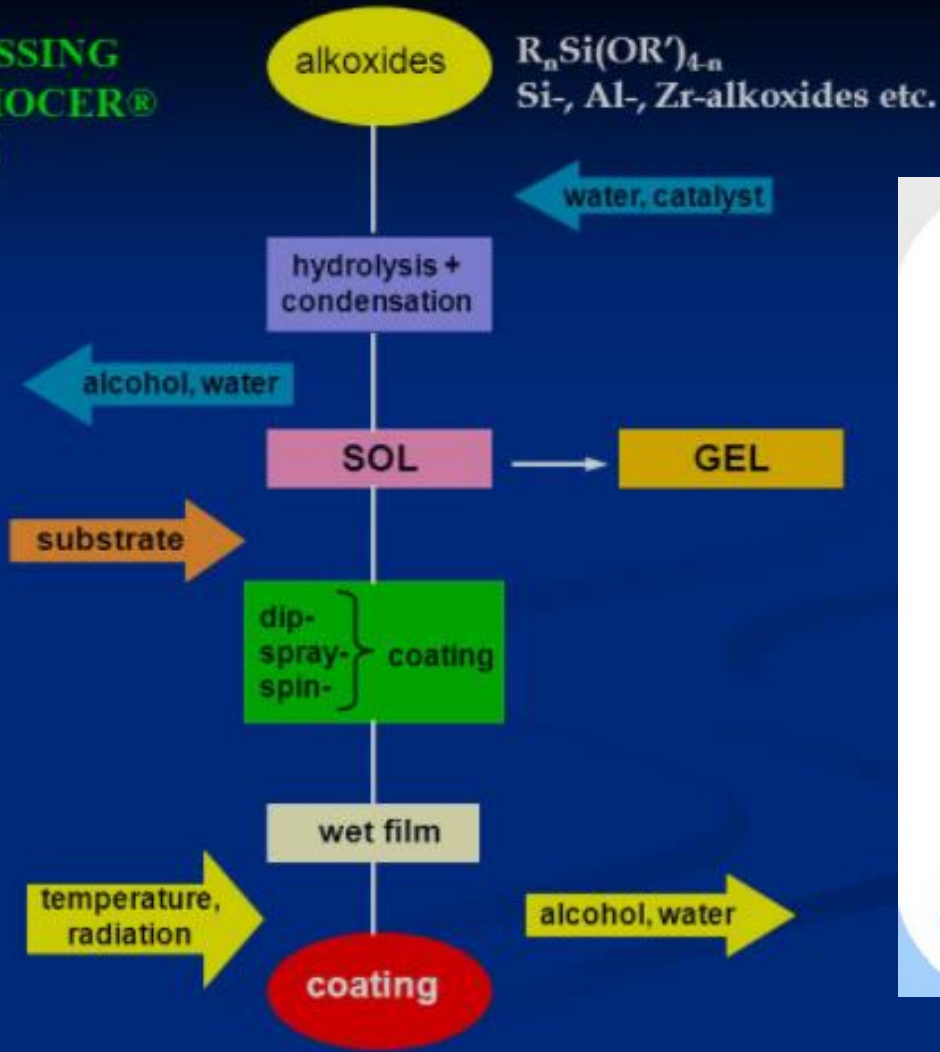 SSING
OCER®
alkoxides
RₙSi(OR′)₄₋ₙ
Si-, Al-, Zr-alkoxides etc.
water, catalyst
hydrolysis +
condensation
alcohol, water
SOL
GEL
substrate
dip-
spray-
spin-
coating
wet film
temperature,
radiation
alcohol, water
coating